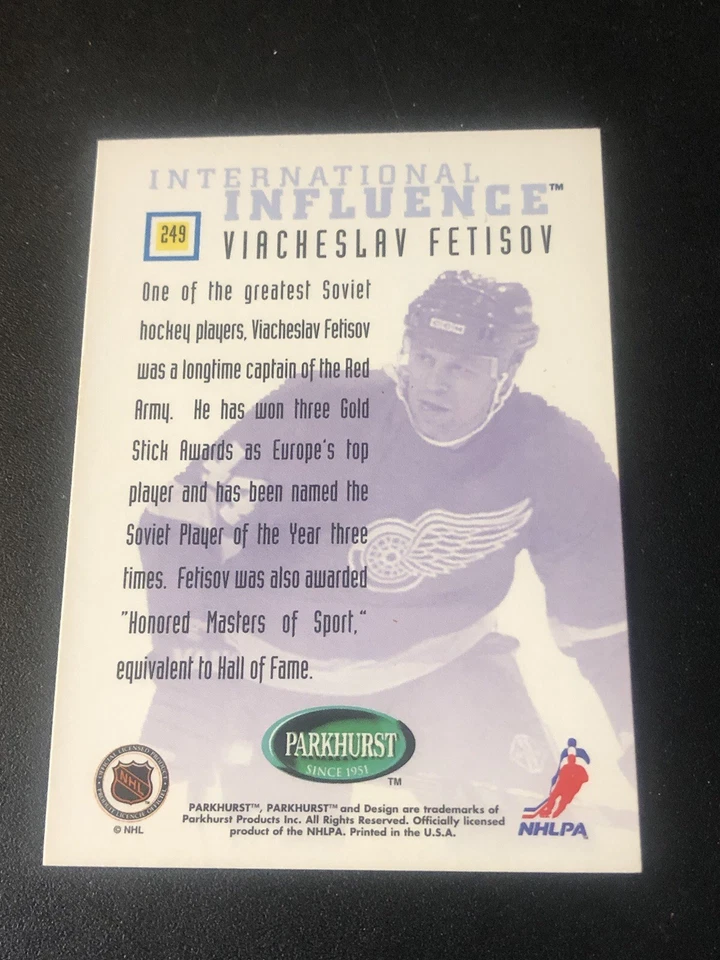 INTERNATIONAL
INFLUENCE™
249
VIACHESLAV FETISOV
One of the greatest Soviet
hockey players, Viacheslav Fetisov
was a longtime captain of the Red
Army. He has won three Gold
Stick Awards as Europe's top
player and has been named the
Soviet Player of the Year three
times. Fetisov was also awarded
"Honored Masters of Sport,"
equivalent to Hall of Fame.
PARKHURST
SINCE 1951
™
NHL
© NHL
PARKHURST™, PARKHURST™ and Design are trademarks of
Parkhurst Products Inc. All Rights Reserved. Officially licensed
product of the NHLPA. Printed in the U.S.A.
NHLPA